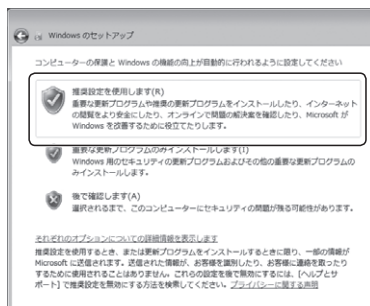 Windows のセットアップ
コンピューターの保護と Windows の機能の向上が自動的に行われるように設定してください
推奨設定を使用します(R)
重要な更新プログラムや推奨の更新プログラムをインストールしたり、インターネット
の閲覧をより安全にしたり、オンラインで問題の解決策を確認したり、Microsoft が
Windows を改善するために役立てたりします。
重要な更新プログラムのみインストールします(I)
Windows 用のセキュリティの更新プログラムおよびその他の重要な更新プログラムの
みインストールします。
後で確認します(A)
選択されるまで、このコンピューターにセキュリティの問題が残る可能性があります。
それぞれのオプションについての詳細情報を表示します
推奨設定を使用するとき、または更新プログラムをインストールするときに限り、一部の情報が
Microsoft に送信されます。送信された情報が、お客様を識別したり、お客様に連絡を取ったり
するために使用されることはありません。これらの設定を後で無効にするには、[ヘルプとサ
ポート] で推奨設定を無効にする方法を検索してください。プライバシーに関する声明